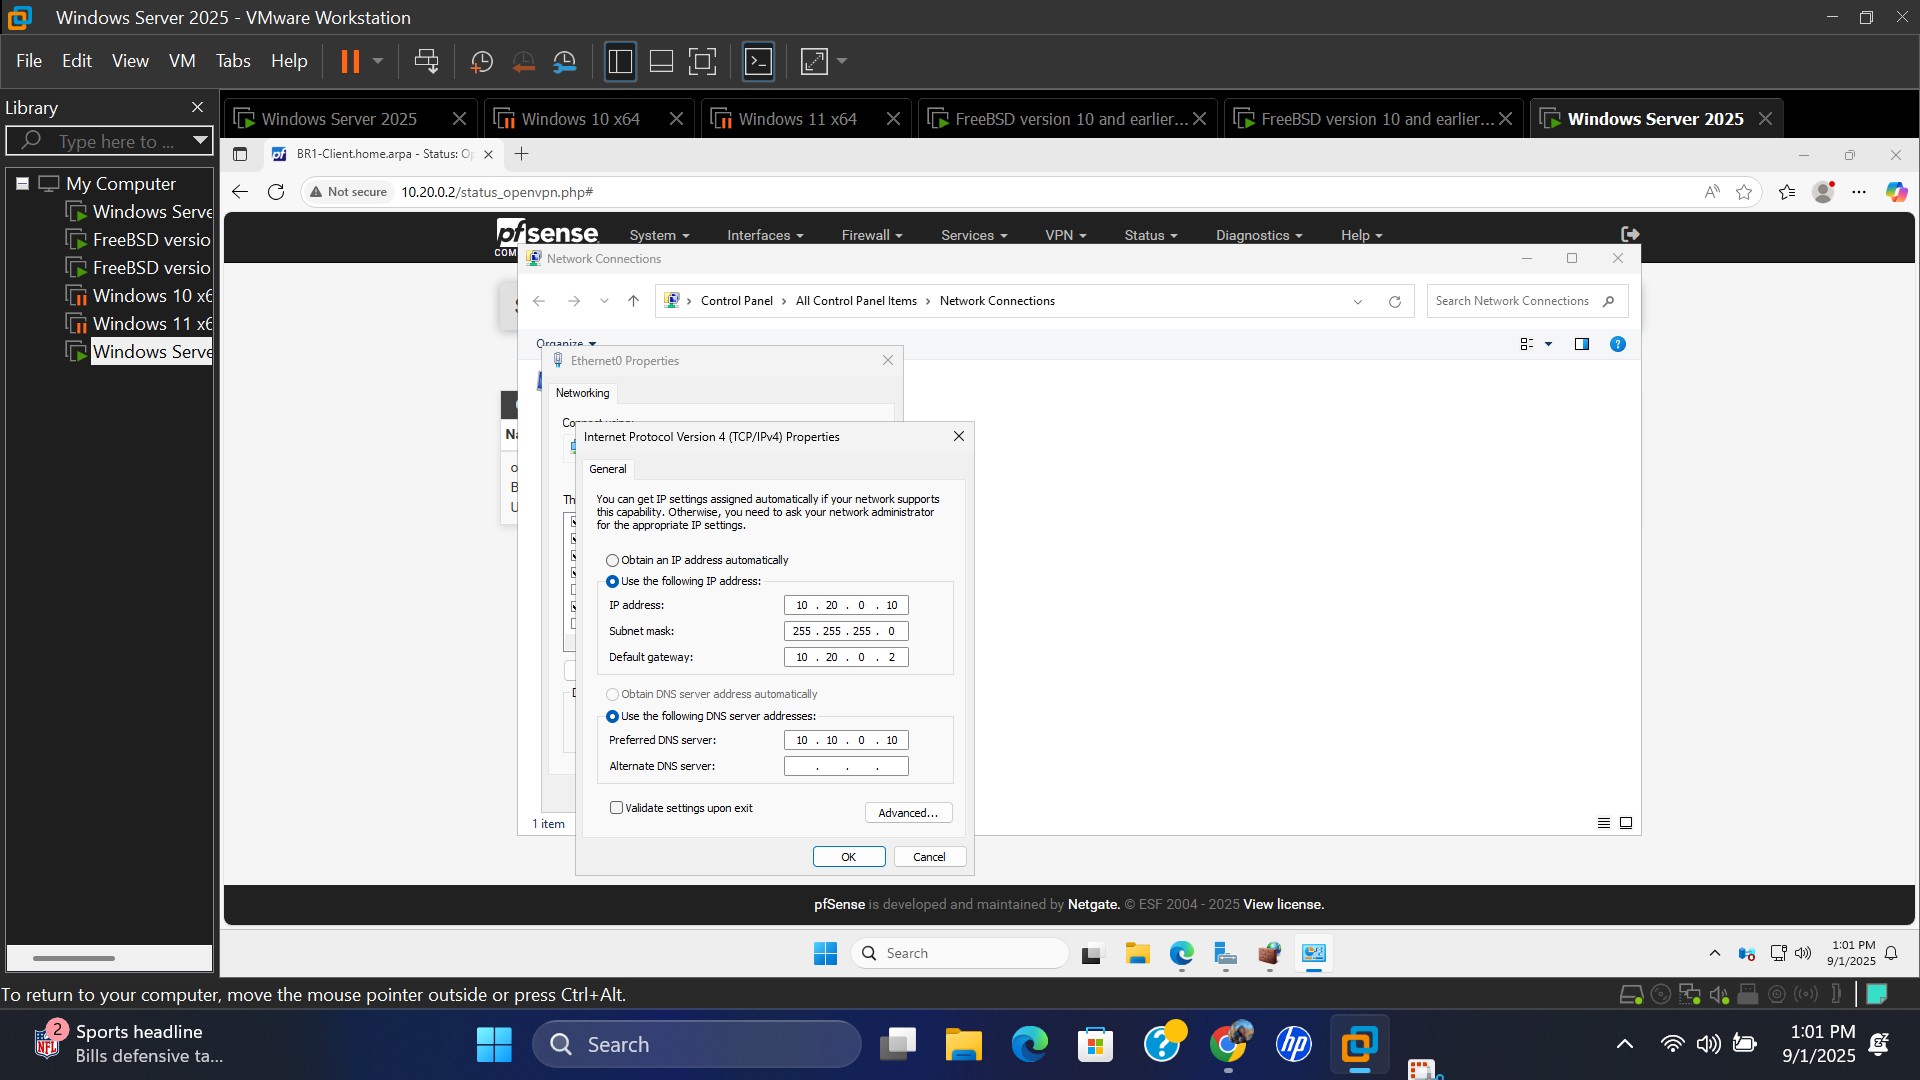 Windows Server 2025 - VMware Workstation
File Edit View VM Tabs Help
Library
Type here to ...
My Computer
Windows Serve
FreeBSD versio
FreeBSD versio
Windows 10 x6
Windows 11 x6
Windows Serve
Windows Server 2025
Windows 10 x64
Windows 11 x64
FreeBSD version 10 and earlier...
FreeBSD version 10 and earlier...
Windows Server 2025
BR1-Client.home.arpa - Status: Op
Not secure
10.20.0.2/status_openvpn.php#
pfsense
COM
System Interfaces Firewall Services VPN Status Diagnostics Help
Network Connections
Control Panel > All Control Panel Items > Network Connections
Search Network Connections
Organize
Ethernet0 Properties
Networking
Connect using:
Internet Protocol Version 4 (TCP/IPv4) Properties
General
You can get IP settings assigned automatically if your network supports
this capability. Otherwise, you need to ask your network administrator
for the appropriate IP settings.
Obtain an IP address automatically
Use the following IP address:
IP address: 10 . 20 . 0 . 10
Subnet mask: 255 . 255 . 255 . 0
Default gateway: 10 . 20 . 0 . 2
Obtain DNS server address automatically
Use the following DNS server addresses:
Preferred DNS server: 10 . 10 . 0 . 10
Alternate DNS server: . . .
Validate settings upon exit
Advanced...
OK Cancel
1 item
pfSense is developed and maintained by Netgate. © ESF 2004 - 2025 View license.
Search
1:01 PM
9/1/2025
To return to your computer, move the mouse pointer outside or press Ctrl+Alt.
2
NFL
Sports headline
Bills defensive ta...
Search
hp
1:01 PM
9/1/2025